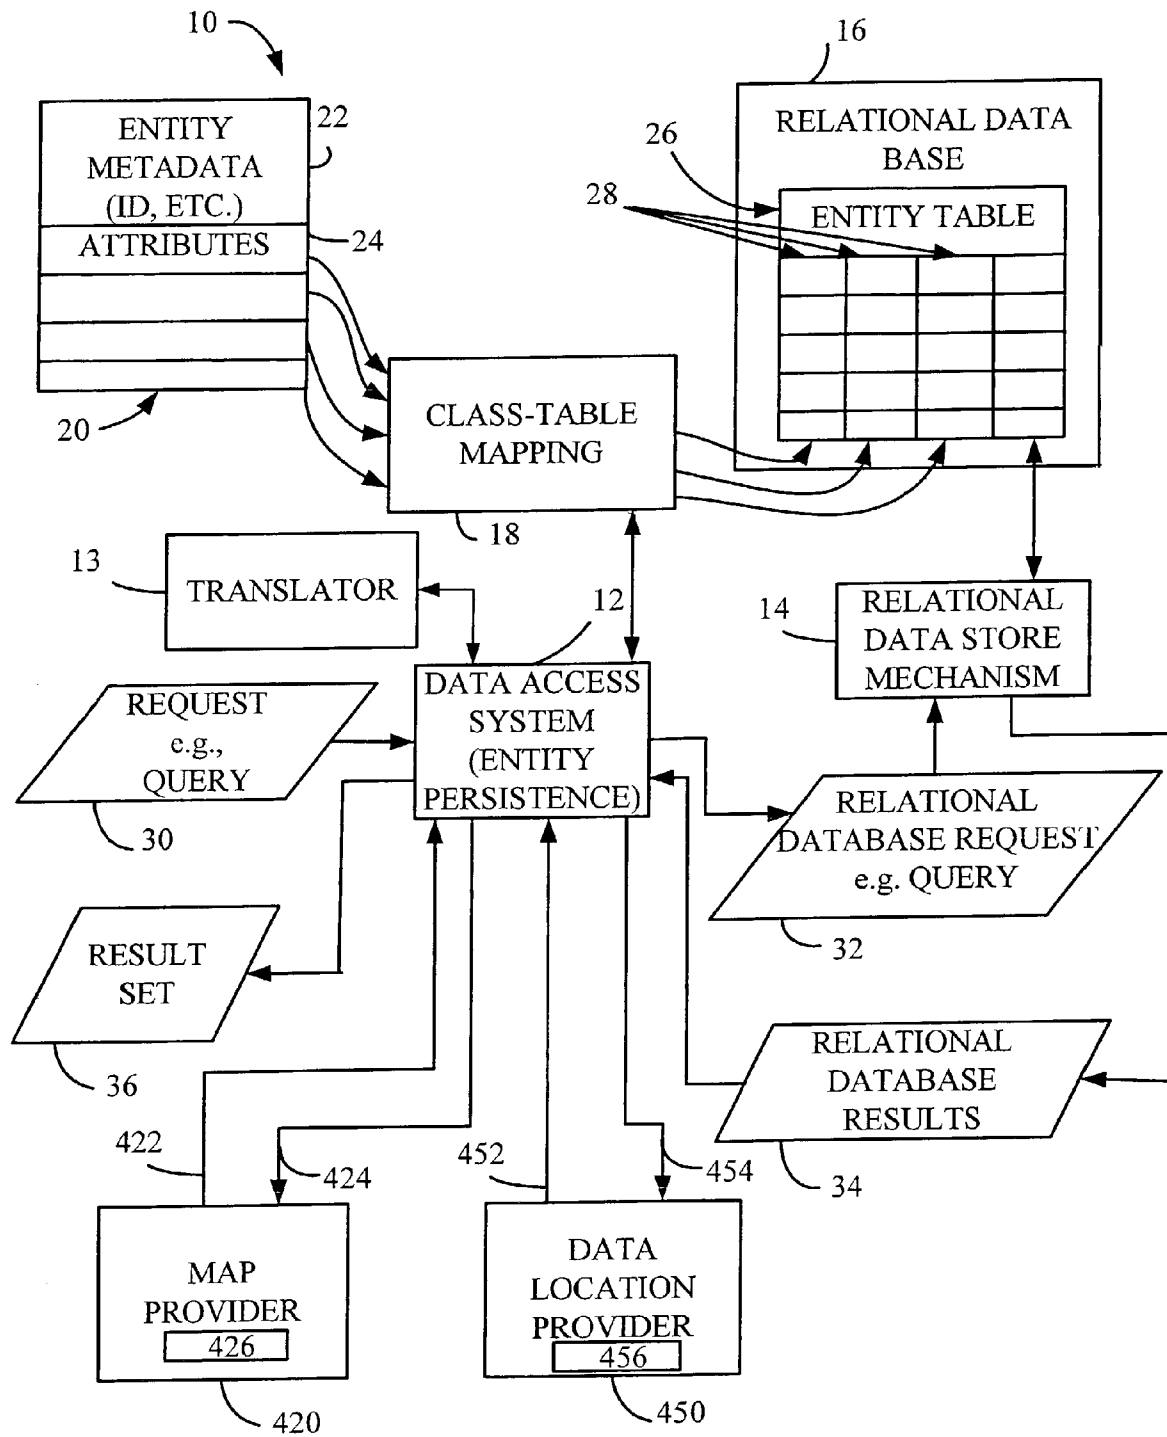 10
16
ENTITY
METADATA
(ID, ETC.)
22
ATTRIBUTES
24
20
RELATIONAL DATA
BASE
26
28
ENTITY TABLE
CLASS-TABLE
MAPPING
18
13
TRANSLATOR
12
14
RELATIONAL
DATA STORE
MECHANISM
DATA ACCESS
SYSTEM
(ENTITY
PERSISTENCE)
REQUEST
e.g.,
QUERY
30
RELATIONAL
DATABASE REQUEST
e.g. QUERY
32
RESULT
SET
36
RELATIONAL
DATABASE
RESULTS
34
422
424
452
454
MAP
PROVIDER
426
420
DATA
LOCATION
PROVIDER
456
450